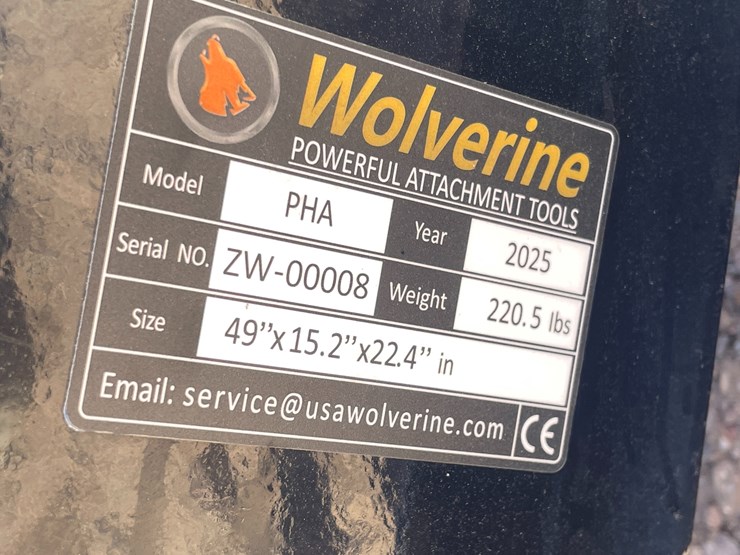 Wolverine
POWERFUL ATTACHMENT TOOLS
Model PHA Year 2025
Serial NO. ZW-00008 Weight 220.5 lbs
Size 49”x15.2”x22.4” in
Email: service@usawolverine.com CE